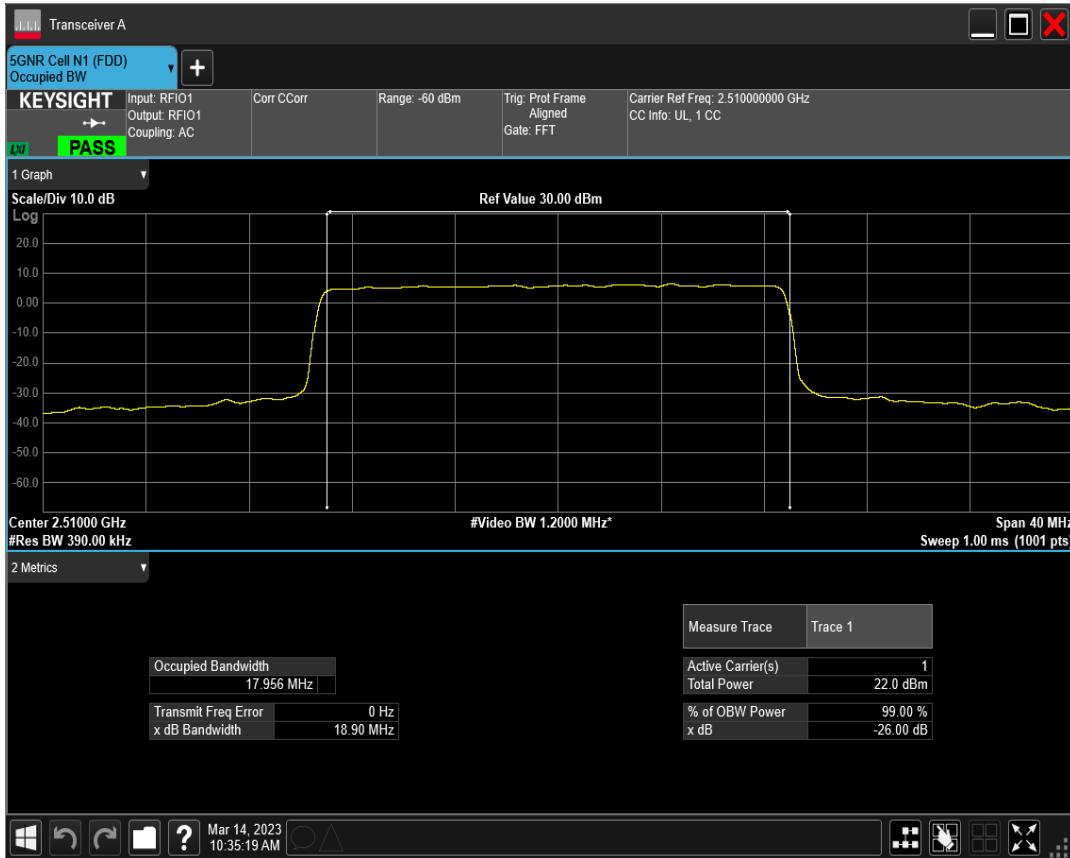 Transceiver A
5GNR Cell N1 (FDD)
Occupied BW
+
KEYSIGHT
LXI
PASS
Input: RFIO1
Output: RFIO1
Coupling: AC
Corr CCorr
Range: -60 dBm
Trig: Prot Frame
Aligned
Gate: FFT
Carrier Ref Freq: 2.510000000 GHz
CC Info: UL, 1 CC
1 Graph
Scale/Div 10.0 dB
Ref Value 30.00 dBm
Log
20.0
10.0
0.00
-10.0
-20.0
-30.0
-40.0
-50.0
-60.0
Center 2.51000 GHz
#Video BW 1.2000 MHz*
Span 40 MHz
#Res BW 390.00 kHz
Sweep 1.00 ms (1001 pts)
2 Metrics
Measure Trace Trace 1
Occupied Bandwidth
17.956 MHz
Active Carrier(s) 1
Total Power 22.0 dBm
Transmit Freq Error 0 Hz
x dB Bandwidth 18.90 MHz
% of OBW Power 99.00 %
x dB -26.00 dB
?
Mar 14, 2023
10:35:19 AM